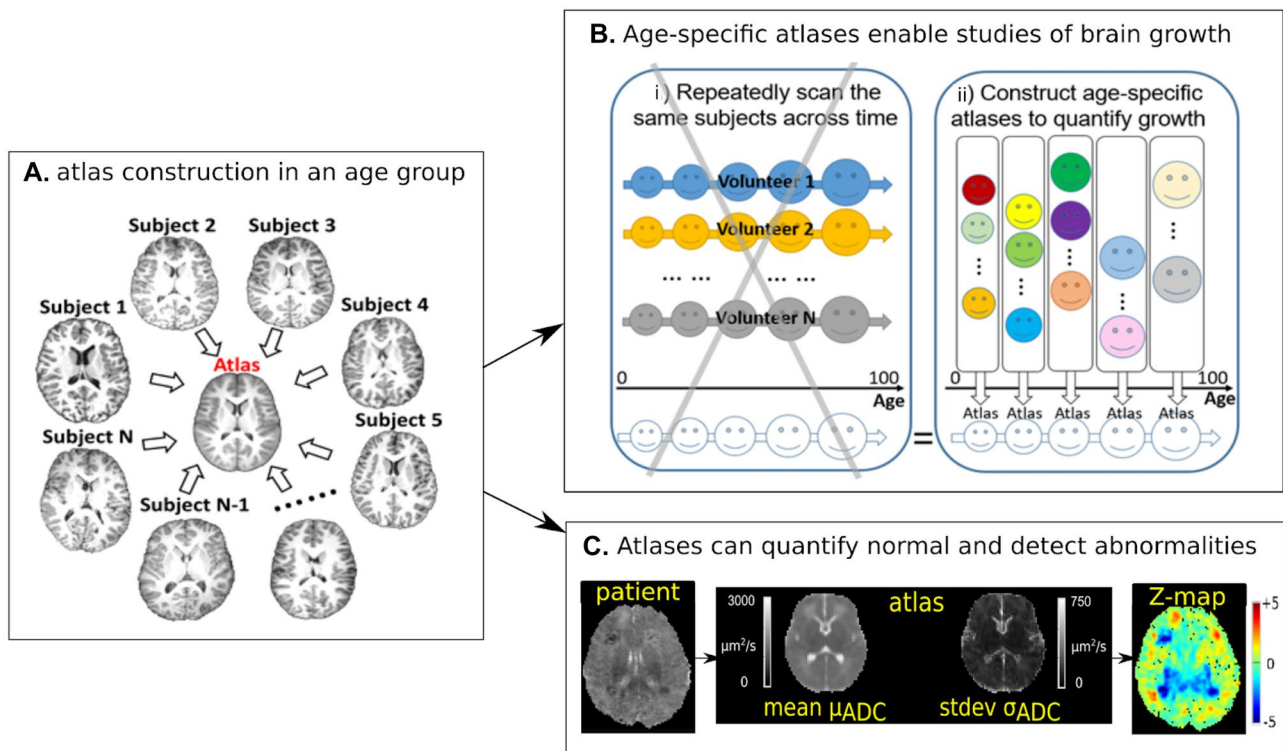 A. atlas construction in an age group
Subject 2
Subject 3
Subject 1
Subject 4
Atlas
Subject N
Subject 5
Subject N-1
.......
B. Age-specific atlases enable studies of brain growth
i) Repeatedly scan the
same subjects across time
Volunteer 1
Volunteer 2
... ...
... ...
Volunteer N
0
100
Age
=
ii) Construct age-specific
atlases to quantify growth
0
100
Age
Atlas
Atlas
Atlas
Atlas
Atlas
C. Atlases can quantify normal and detect abnormalities
patient
3000
μm²/s
0
atlas
mean μADC
stdev σADC
750
μm²/s
0
Z-map
+5
0
-5